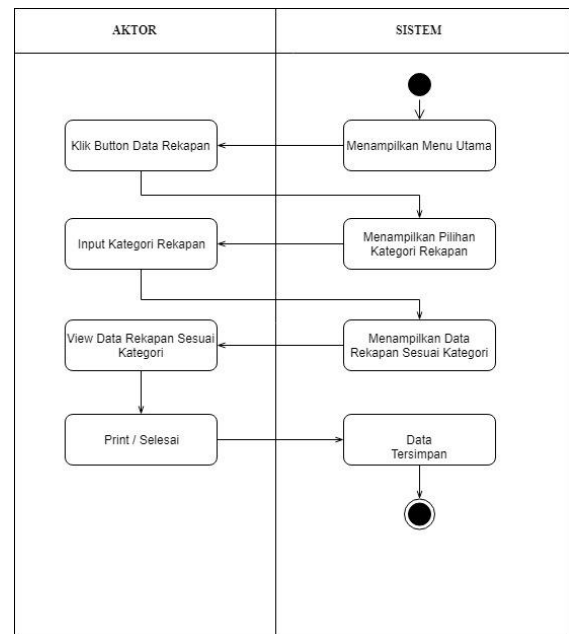 AKTOR
SISTEM
Menampilkan Menu Utama
Klik Button Data Rekapan
Menampilkan Pilihan
Kategori Rekapan
Input Kategori Rekapan
Menampilkan Data
Rekapan Sesuai Kategori
View Data Rekapan Sesuai
Kategori
Print / Selesai
Data
Tersimpan